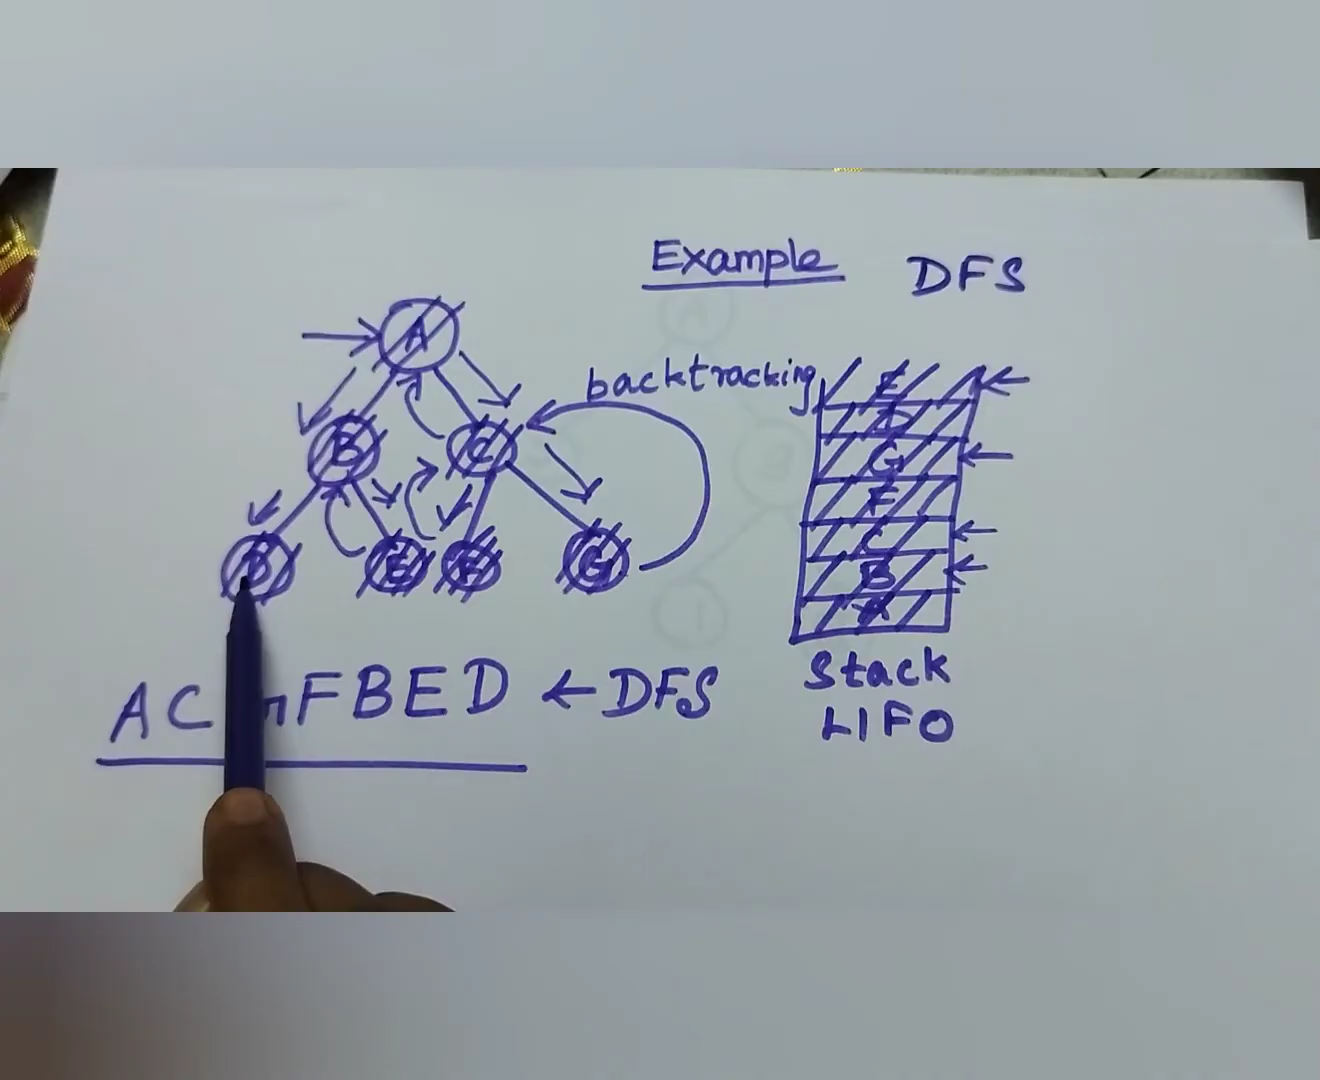 Example DFS
A
backtracking
B C
D E F G
E
D
G
F
C
B
A
AC FBED ← DFS
Stack
LIFO